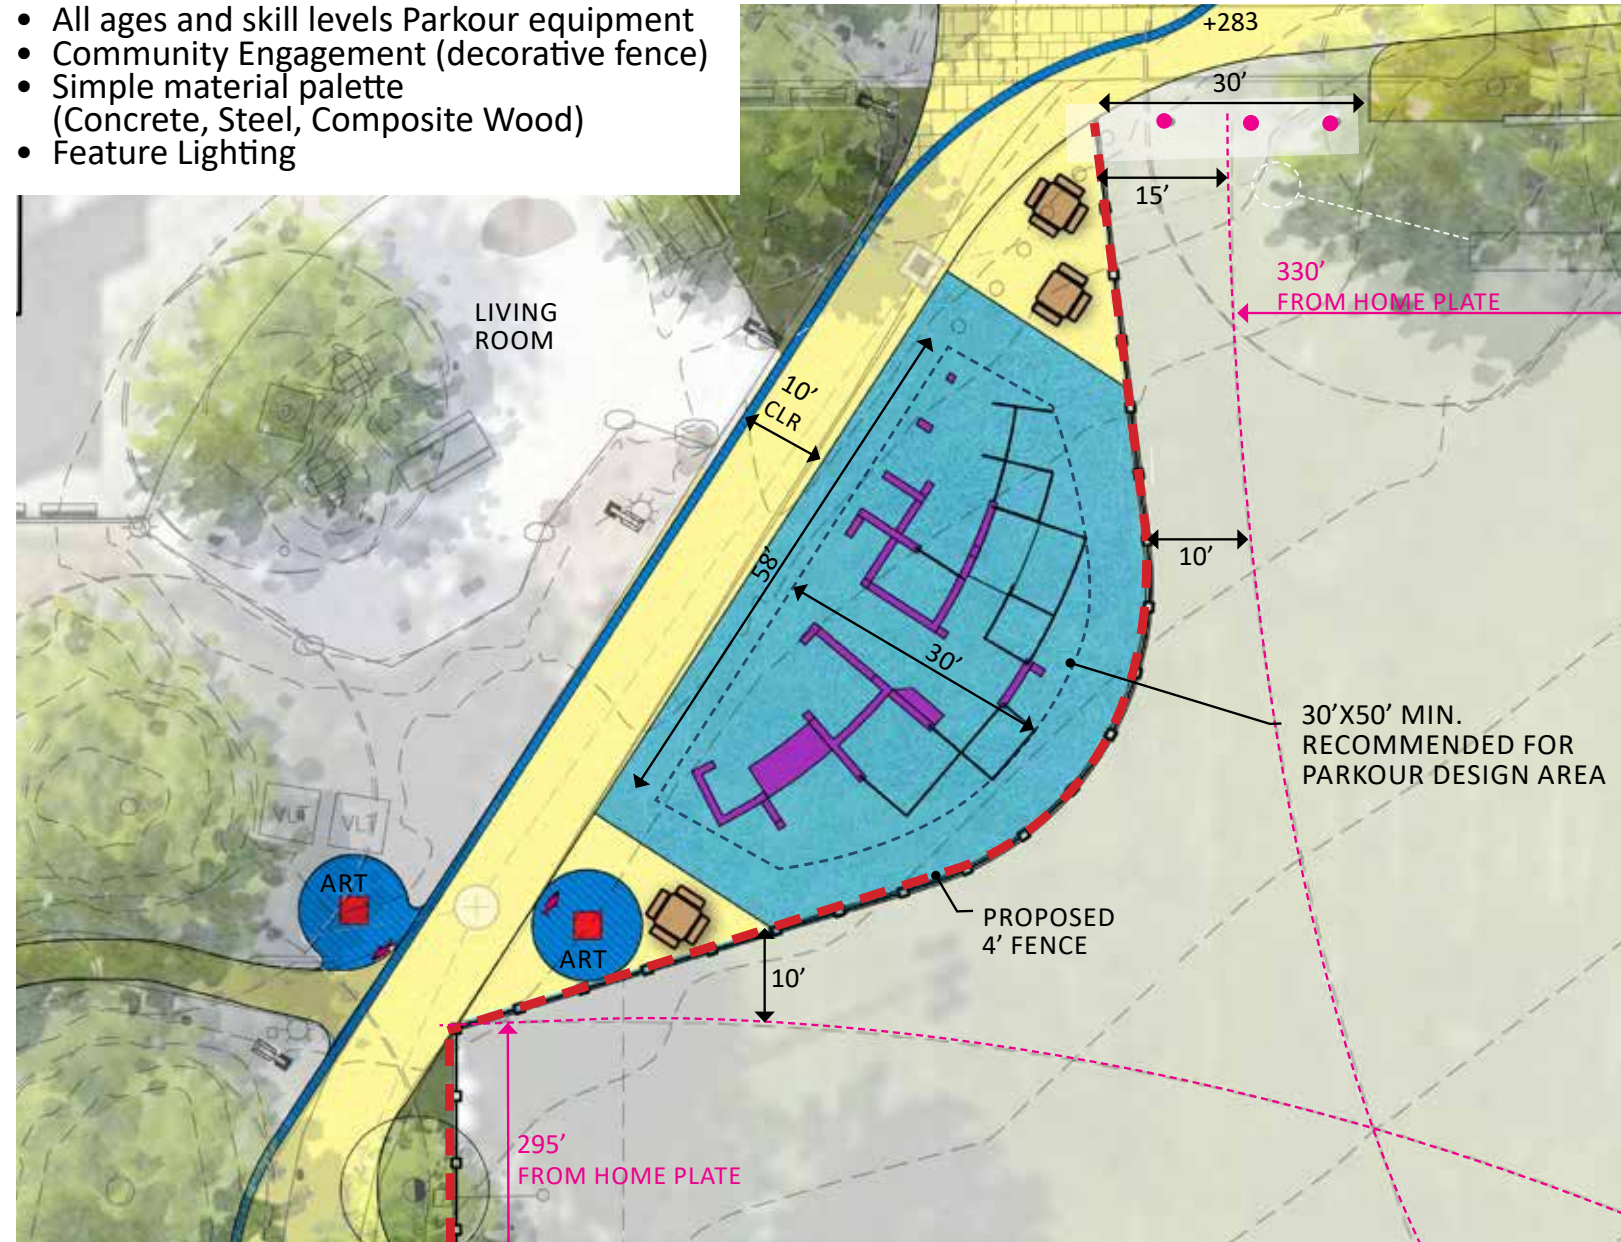 • All ages and skill levels Parkour equipment
• Community Engagement (decorative fence)
• Simple material palette
(Concrete, Steel, Composite Wood)
• Feature Lighting
+283
30’
15’
330’
FROM HOME PLATE
LIVING
ROOM
10’
CLR
58’
10’
30’
30’X50’ MIN.
RECOMMENDED FOR
PARKOUR DESIGN AREA
VLT
ART
ART
PROPOSED
4’ FENCE
10’
295’
FROM HOME PLATE